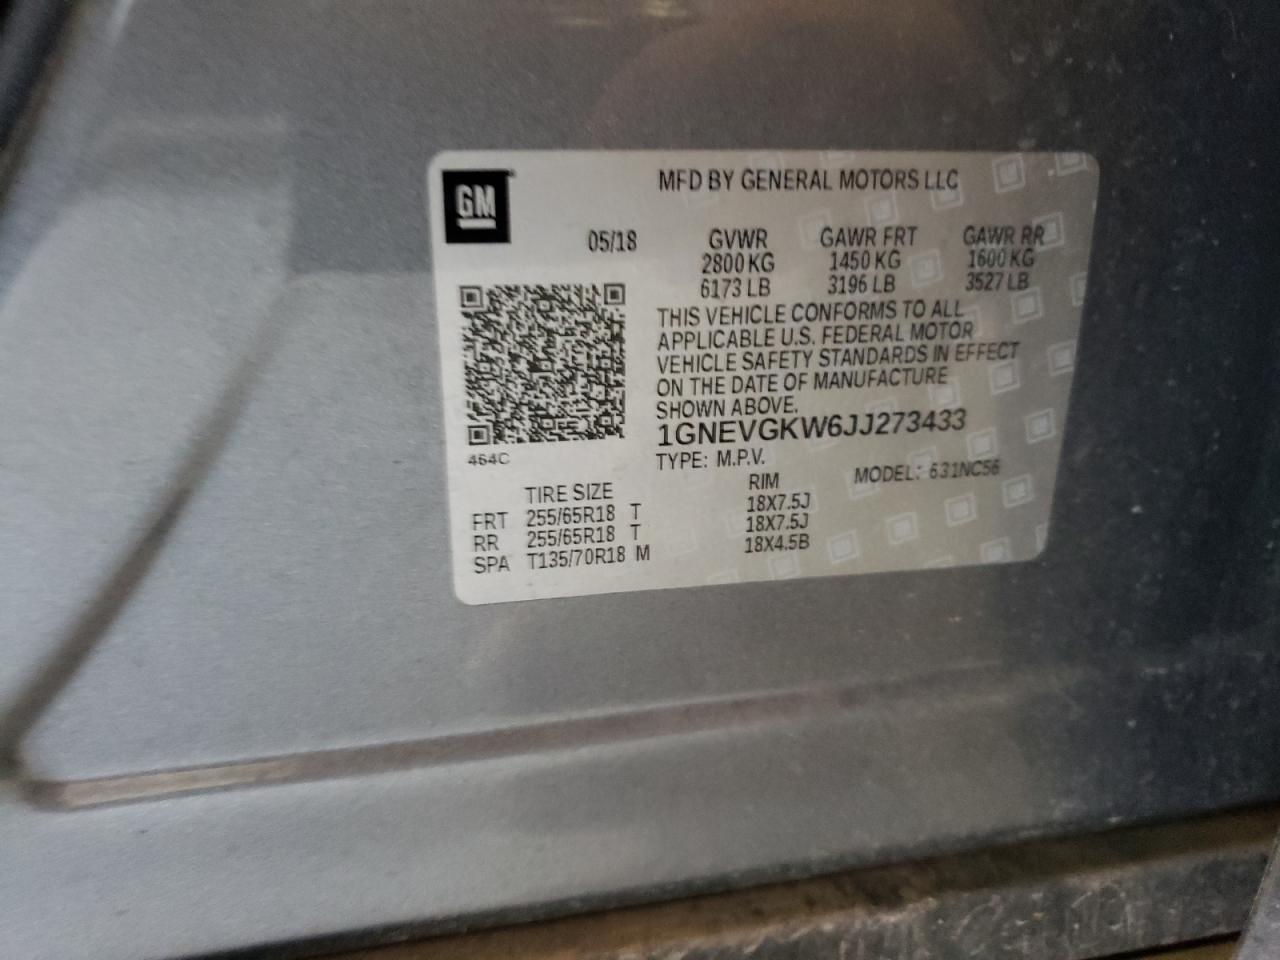 GM
MFD BY GENERAL MOTORS LLC
05/18 GVWR GAWR FRT GAWR RR
2800 KG 1450 KG 1600 KG
6173 LB 3196 LB 3527 LB
THIS VEHICLE CONFORMS TO ALL
APPLICABLE U.S. FEDERAL MOTOR
VEHICLE SAFETY STANDARDS IN EFFECT
ON THE DATE OF MANUFACTURE
SHOWN ABOVE.
1GNEVGKW6JJ273433
464C
TYPE: M.P.V. MODEL: 631NC56
TIRE SIZE RIM
FRT 255/65R18 T 18X7.5J
RR 255/65R18 T 18X7.5J
SPA T135/70R18 M 18X4.5B